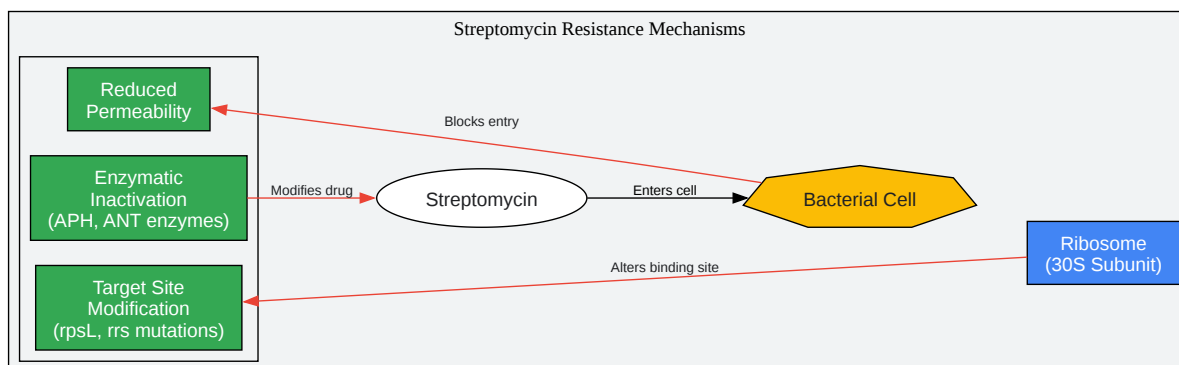 Streptomycin Resistance Mechanisms
Reduced
Permeability
Blocks entry
Enzymatic
Inactivation
(APH, ANT enzymes)
Modifies drug
Streptomycin
Enters cell
Bacterial Cell
Ribosome
(30S Subunit)
Alters binding site
Target Site
Modification
(rpsL, rrs mutations)